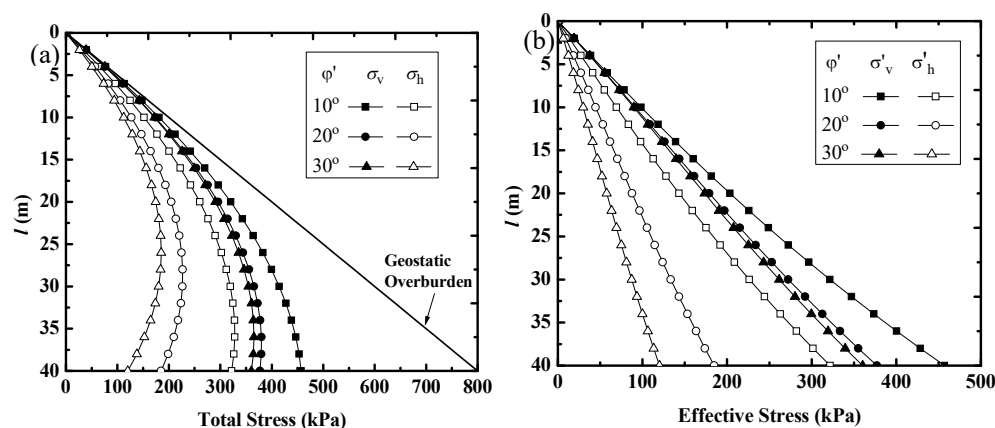 (a)
0
5
10
15
20
25
30
35
40
l (m)
φ' σv σh
10°
20°
30°
Geostatic
Overburden
0 100 200 300 400 500 600 700 800
Total Stress (kPa)
(b)
0
5
10
15
20
25
30
35
40
l (m)
φ' σ'v σ'h
10°
20°
30°
0 100 200 300 400 500
Effective Stress (kPa)